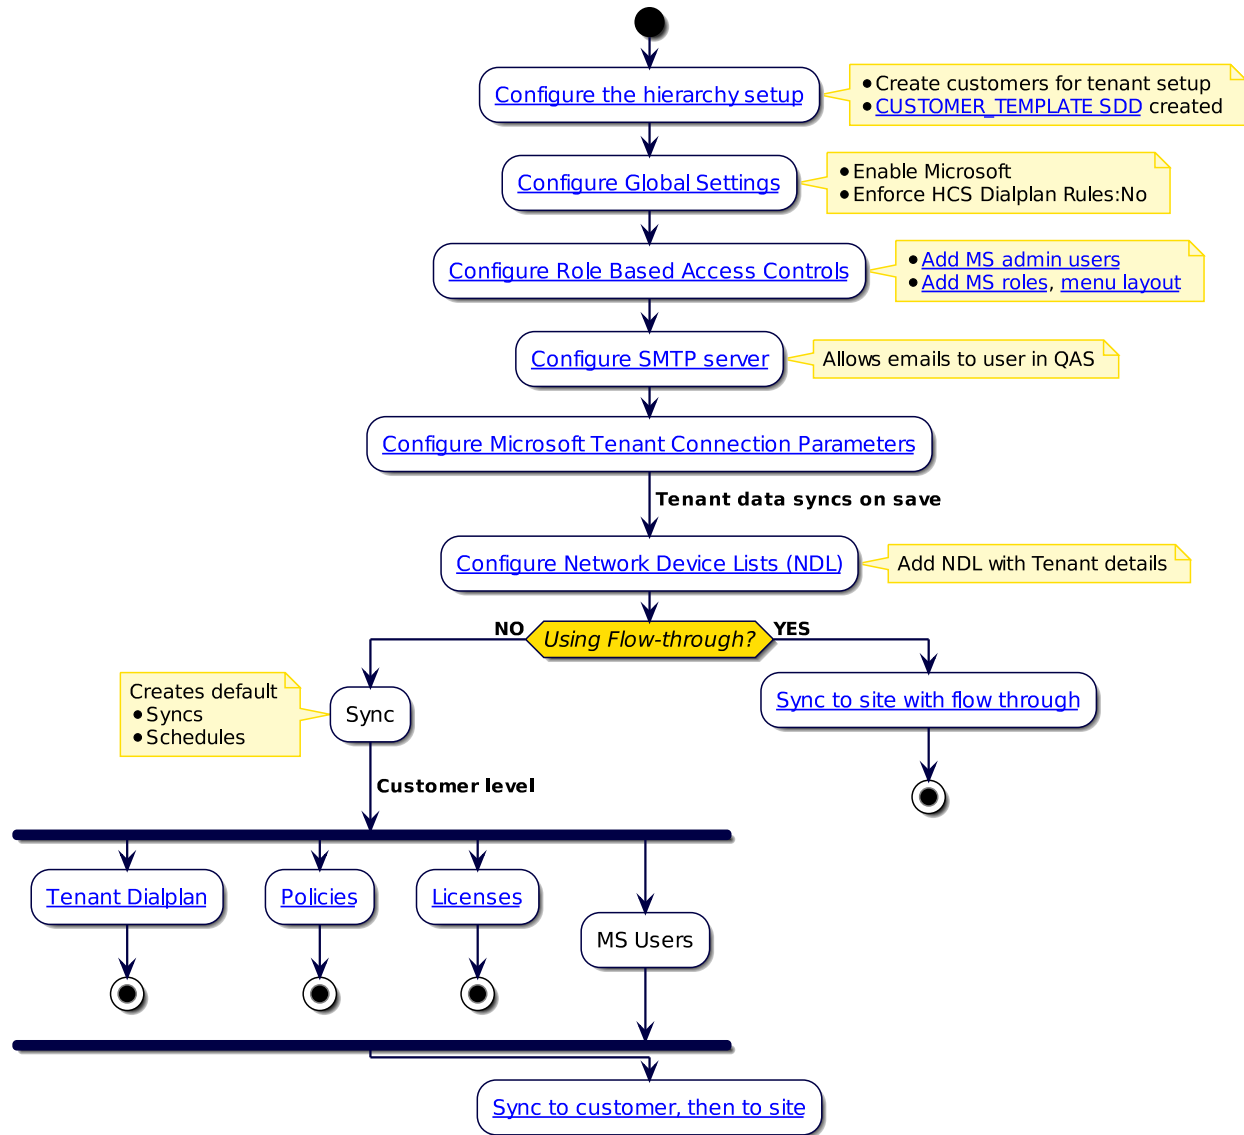 Configure the hierarchy setup
•Create customers for tenant setup
•CUSTOMER_TEMPLATE SDD created
Configure Global Settings
•Enable Microsoft
•Enforce HCS Dialplan Rules:No
Configure Role Based Access Controls
•Add MS admin users
•Add MS roles, menu layout
Configure SMTP server
Allows emails to user in QAS
Configure Microsoft Tenant Connection Parameters
Tenant data syncs on save
Configure Network Device Lists (NDL)
Add NDL with Tenant details
NO
Using Flow-through?
YES
Creates default
•Syncs
•Schedules
Sync
Sync to site with flow through
Customer level
Tenant Dialplan
Policies
Licenses
MS Users
Sync to customer, then to site